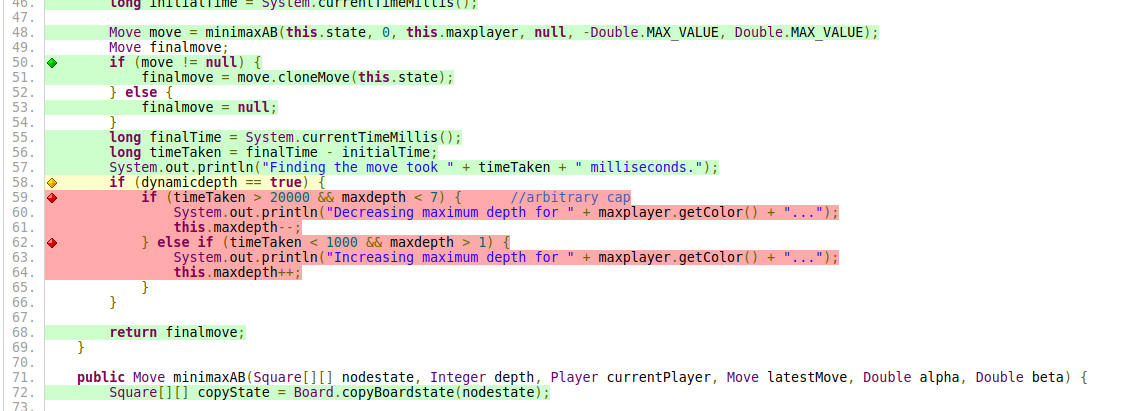 46.        long initialTime = System.currentTimeMillis();
47.
48.        Move move = minimaxAB(this.state, 0, this.maxplayer, null, -Double.MAX_VALUE, Double.MAX_VALUE);
49.        Move finalmove;
50.        if (move != null) {
51.            finalmove = move.cloneMove(this.state);
52.        } else {
53.            finalmove = null;
54.        }
55.        long finalTime = System.currentTimeMillis();
56.        long timeTaken = finalTime - initialTime;
57.        System.out.println("Finding the move took " + timeTaken + " milliseconds.");
58.        if (dynamicdepth == true) {
59.            if (timeTaken > 20000 && maxdepth < 7) {      //arbitrary cap
60.                System.out.println("Decreasing maximum depth for " + maxplayer.getColor() + "...");
61.                this.maxdepth--;
62.            } else if (timeTaken < 1000 && maxdepth > 1) {
63.                System.out.println("Increasing maximum depth for " + maxplayer.getColor() + "...");
64.                this.maxdepth++;
65.            }
66.        }
67.
68.        return finalmove;
69.    }
70.
71.    public Move minimaxAB(Square[][] nodestate, Integer depth, Player currentPlayer, Move latestMove, Double alpha, Double beta) {
72.        Square[][] copyState = Board.copyBoardstate(nodestate);
73.